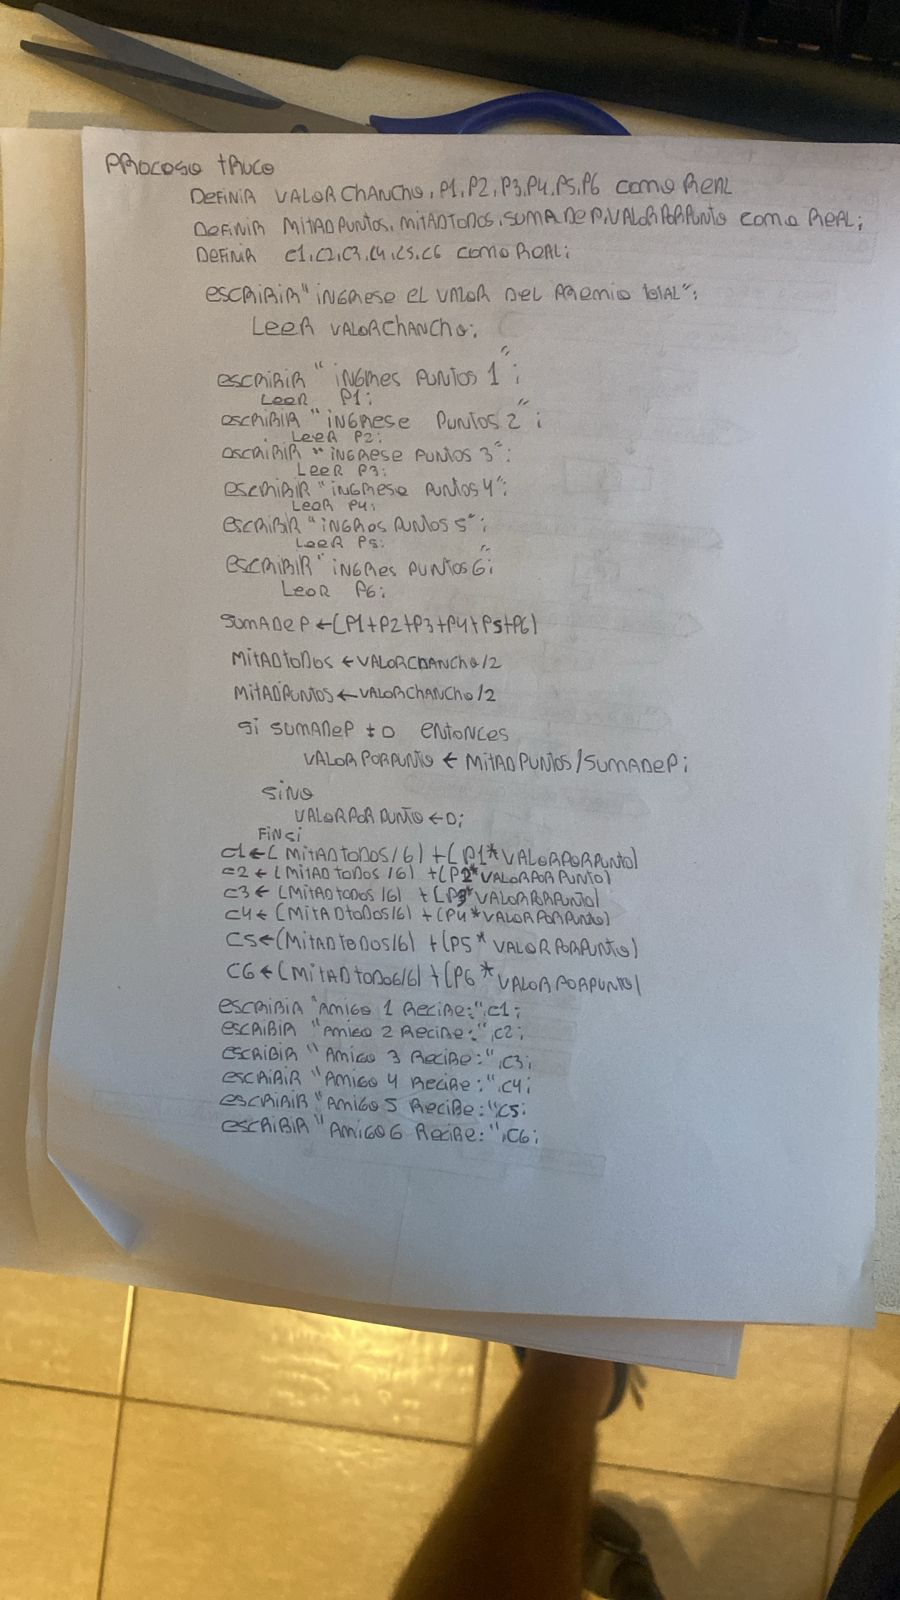 PROCESO tRUCO
DEFINIR VALORCHANCHO, P1, P2, P3, P4, P5, P6 como REAL
DEFINIR MITADPUNTOS, MITADTODOS, SUMADEP, VALORPORPUNTO como REAL;
DEFINIR C1, C2, C3, C4, C5, C6 como REAL;
ESCRIBIR "INGRESE EL VALOR DEL PREMIO tOtAL";
LEER VALORCHANCHO;
ESCRIBIR "INGRES PUNTOS 1";
LEER P1;
ESCRIBIR "INGRESE PUNTOS 2";
LEER P2;
ESCRIBIR "INGRESE PUNTOS 3";
LEER P3;
ESCRIBIR "INGRESE PUNTOS 4";
LEER P4;
ESCRIBIR "INGRES PUNTOS 5";
LEER P5;
ESCRIBIR "INGRES PUNTOS 6";
LEER P6;
SUMADEP ← (P1+P2+P3+P4+P5+P6)
MITADTODOS ← VALORCHANCHO/2
MITADPUNTOS ← VALORCHANCHO/2
SI SUMADEP ≠ 0 ENTONCES
VALORPORPUNTO ← MITADPUNTOS/SUMADEP;
SINO
VALORPORPUNTO ← 0;
FINSI
C1 ← (MITADTODOS/6) + (P1*VALORPORPUNTO)
C2 ← (MITADTODOS/6) + (P2*VALORPORPUNTO)
C3 ← (MITADTODOS/6) + (P3*VALORPORPUNTO)
C4 ← (MITADTODOS/6) + (P4*VALORPORPUNTO)
C5 ← (MITADTODOS/6) + (P5*VALORPORPUNTO)
C6 ← (MITADTODOS/6) + (P6*VALORPORPUNTO)
ESCRIBIR "AMIGO 1 RECIBE:",C1;
ESCRIBIR "AMIGO 2 RECIBE:",C2;
ESCRIBIR "AMIGO 3 RECIBE:",C3;
ESCRIBIR "AMIGO 4 RECIBE:",C4;
ESCRIBIR "AMIGO 5 RECIBE:"C5;
ESCRIBIR "AMIGO 6 RECIBE:",C6;